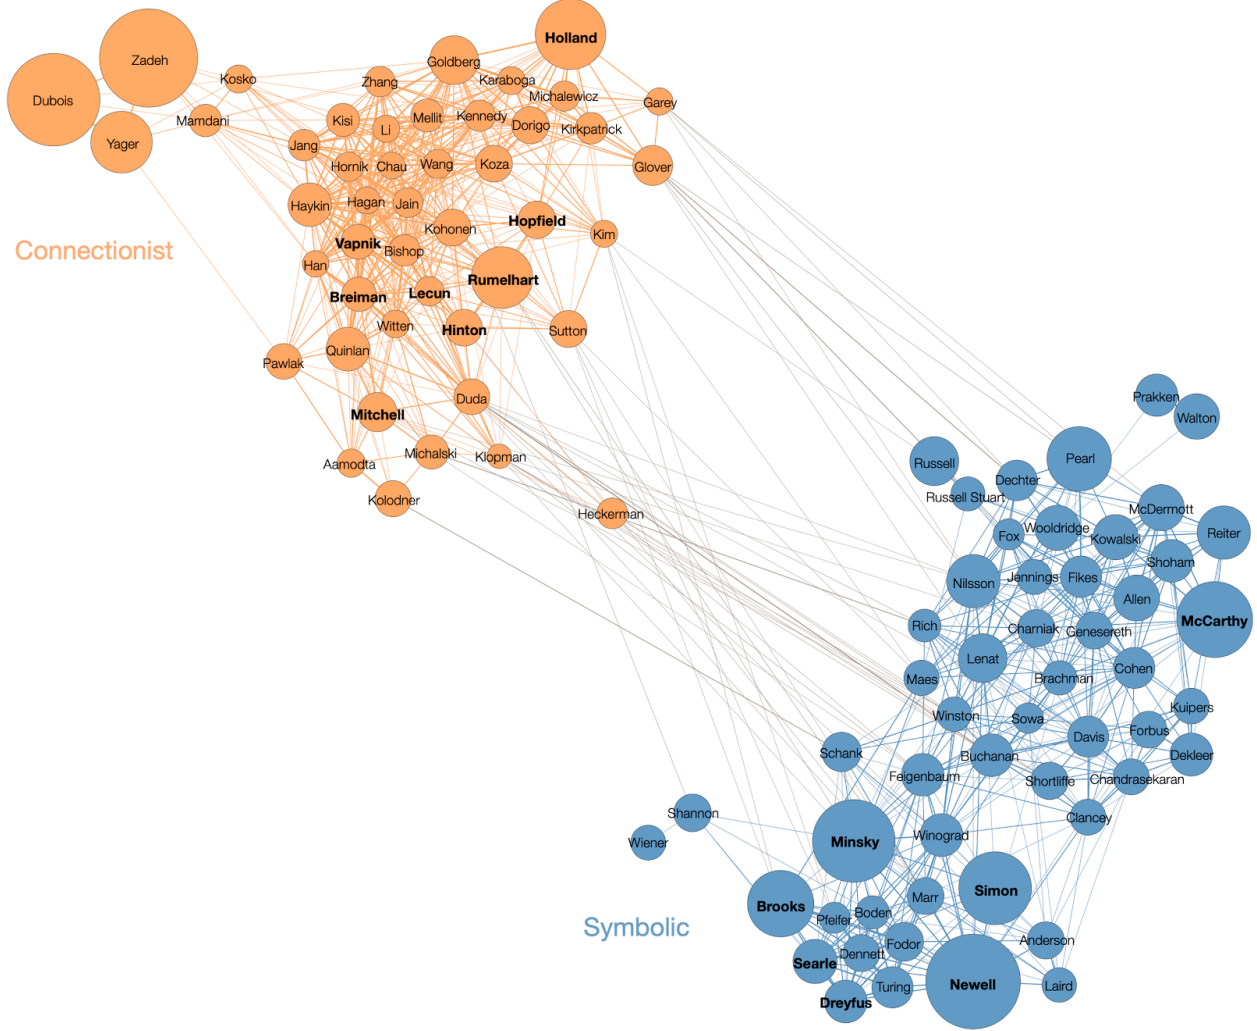 Holland
Zadeh
Goldberg
Kosko
Zhang
Karaboga
Dubois
Michalewicz
Garey
Mamdani
Kisi
Li
Mellit
Kennedy
Dorigo
Kirkpatrick
Yager
Jang
Hornik
Chau
Wang
Koza
Glover
Haykin
Hagan
Jain
Hopfield
Kohonen
Kim
Connectionist
Vapnik
Bishop
Han
Rumelhart
Breiman
Lecun
Witten
Hinton
Sutton
Quinlan
Pawlak
Duda
Prakken
Mitchell
Walton
Michalski
Klopman
Aamodta
Russell
Pearl
Dechter
Kolodner
Russell Stuart
Heckerman
McDermott
Fox
Wooldridge
Kowalski
Reiter
Shoham
Nilsson
Jennings
Fikes
Allen
Rich
Charniak
Genesereth
McCarthy
Lenat
Cohen
Maes
Brachman
Winston
Sowa
Kuipers
Davis
Forbus
Schank
Buchanan
Dekleer
Feigenbaum
Shortliffe
Chandrasekaran
Shannon
Clancey
Wiener
Minsky
Winograd
Simon
Brooks
Marr
Pfeifer
Boden
Symbolic
Fodor
Anderson
Searle
Dennett
Dreyfus
Turing
Newell
Laird